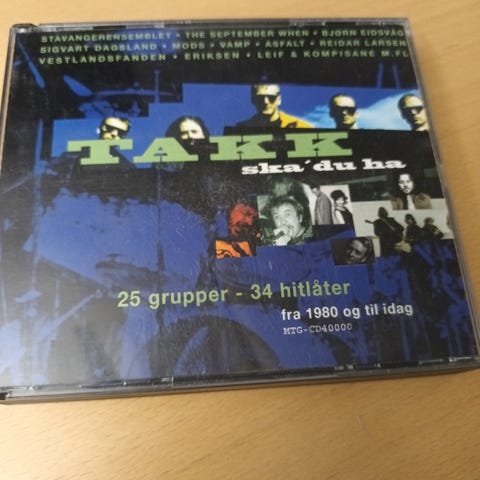 STAVANGERENSEMBLET • THE SEPTEMBER WHEN • BJØRN EIDSVÅG
SIGVART DAGSLAND • MODS • VAMP • ASFALT • REIDAR LARSEN
VESTLANDSFANDEN • ERIKSEN • LEIF & KOMPISANE M.FL
TAKK
ska´du ha
25 grupper - 34 hitlåter
fra 1980 og til idag
MTG-CD40000